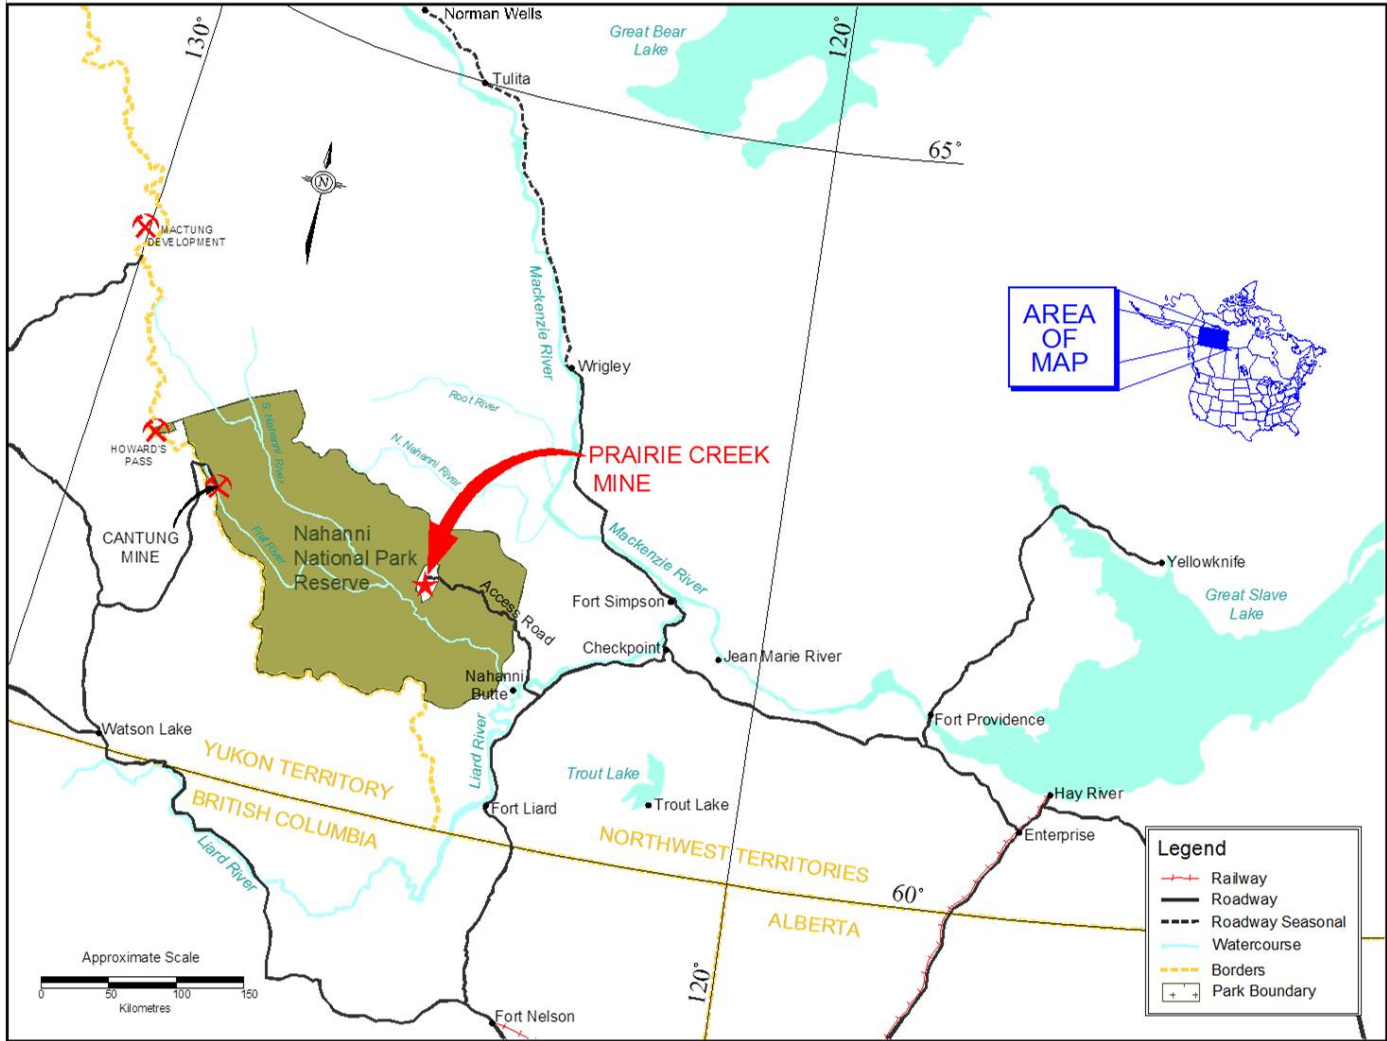 Norman Wells
Great Bear
Lake
130°
120°
Tulita
65°
N
MACTUNG
DEVELOPMENT
Mackenzie River
AREA
OF
MAP
Wrigley
Root River
S. Nahanni River
N. Nahanni River
HOWARD'S
PASS
PRAIRIE CREEK
MINE
CANTUNG
MINE
Flat River
Nahanni
National Park
Reserve
Mackenzie River
Access Road
Yellowknife
Great Slave
Lake
Fort Simpson
Checkpoint
Jean Marie River
Nahanni
Butte
Fort Providence
Watson Lake
YUKON TERRITORY
BRITISH COLUMBIA
Liard River
Trout Lake
Trout Lake
Fort Liard
Hay River
Enterprise
NORTHWEST TERRITORIES
60°
ALBERTA
Liard River
120°
Fort Nelson
Approximate Scale
0 50 100 150
Kilometres
Legend
Railway
Roadway
Roadway Seasonal
Watercourse
Borders
Park Boundary